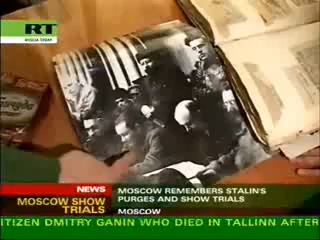 RT
RUSSIA TODAY
NEWS
MOSCOW SHOW
TRIALS
MOSCOW REMEMBERS STALIN'S
PURGES AND SHOW TRIALS
MOSCOW
CITIZEN DMITRY GANIN WHO DIED IN TALLINN AFTER